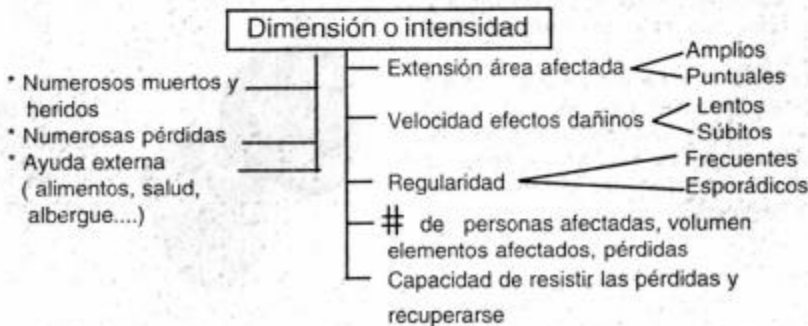 Dimensión o intensidad
* Numerosos muertos y
heridos
* Numerosas pérdidas
* Ayuda externa
( alimentos, salud,
albergue....)
Extensión área afectada
Amplios
Puntuales
Velocidad efectos dañinos
Lentos
Súbitos
Regularidad
Frecuentes
Esporádicos
# de personas afectadas, volumen
elementos afectados, pérdidas
Capacidad de resistir las pérdidas y
recuperarse